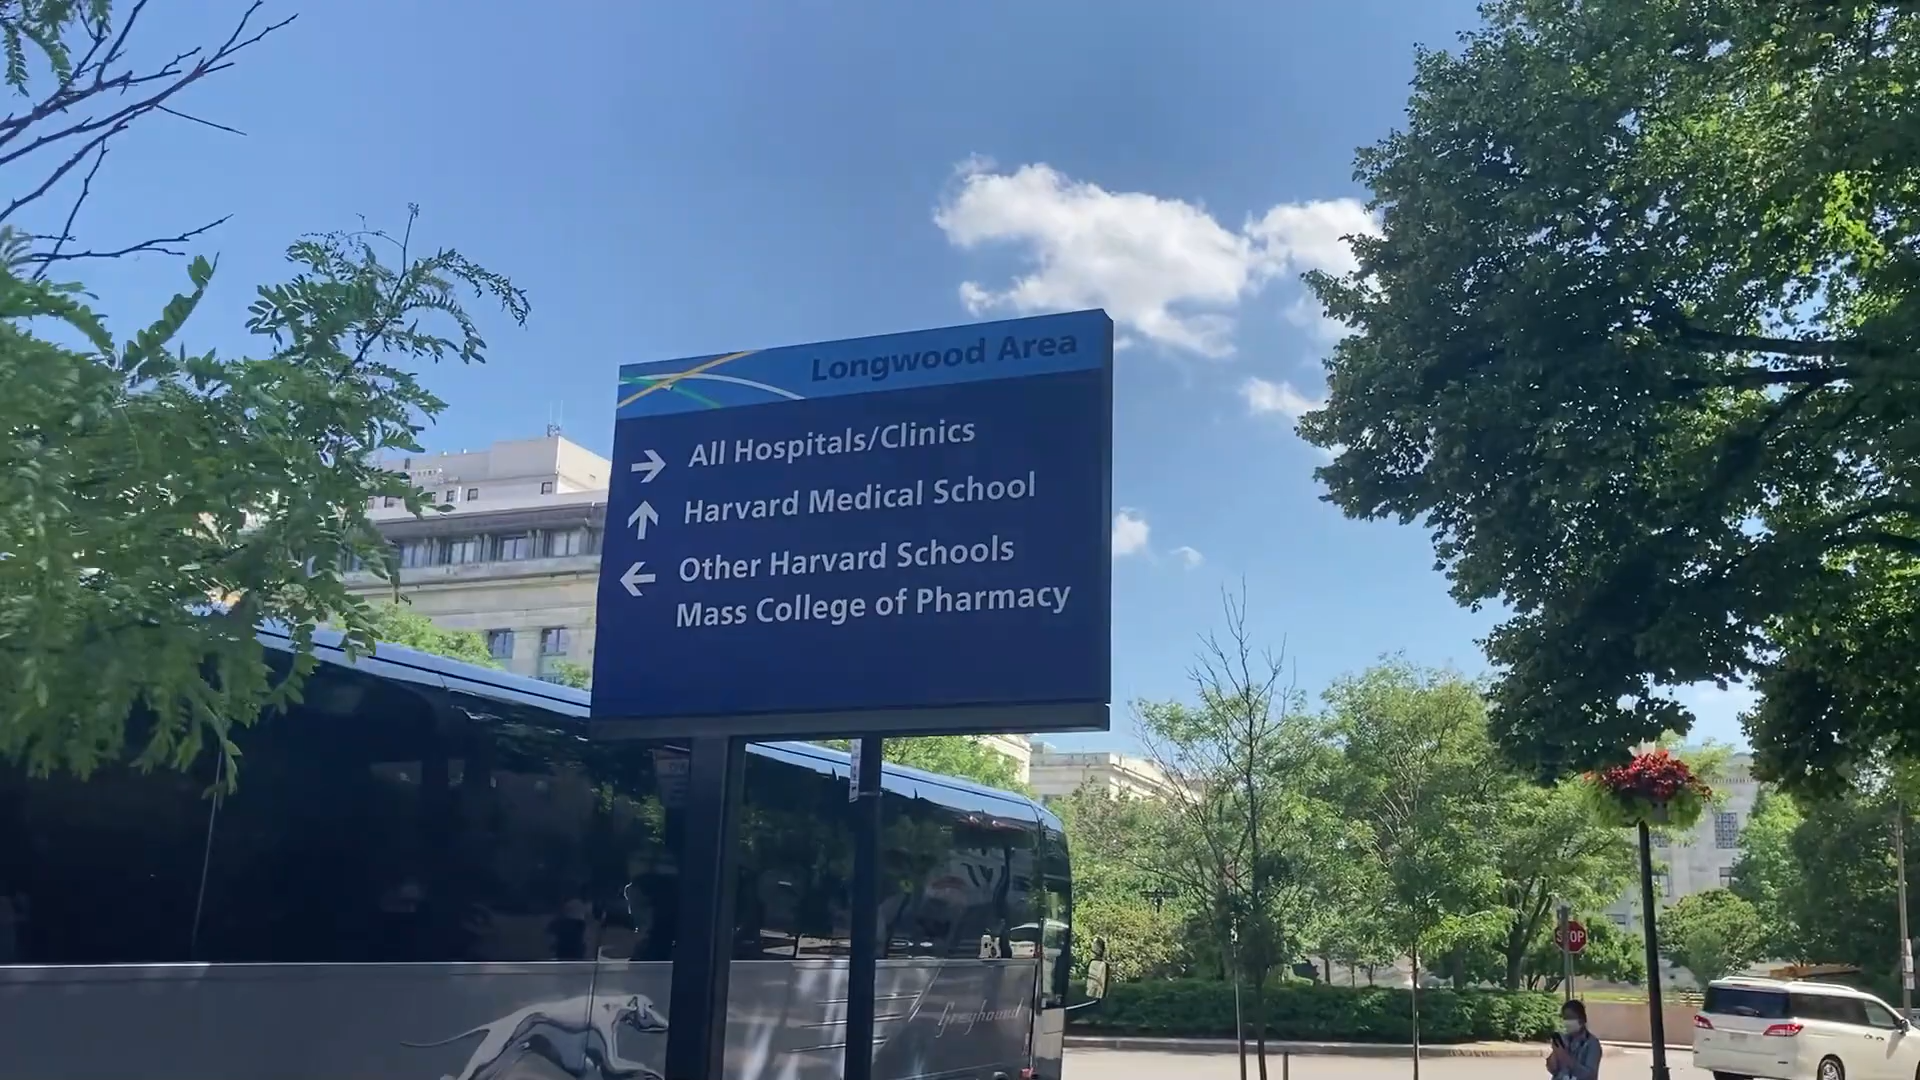 Longwood Area
All Hospitals/Clinics
Harvard Medical School
Other Harvard Schools
Mass College of Pharmacy
Greyhound
STOP